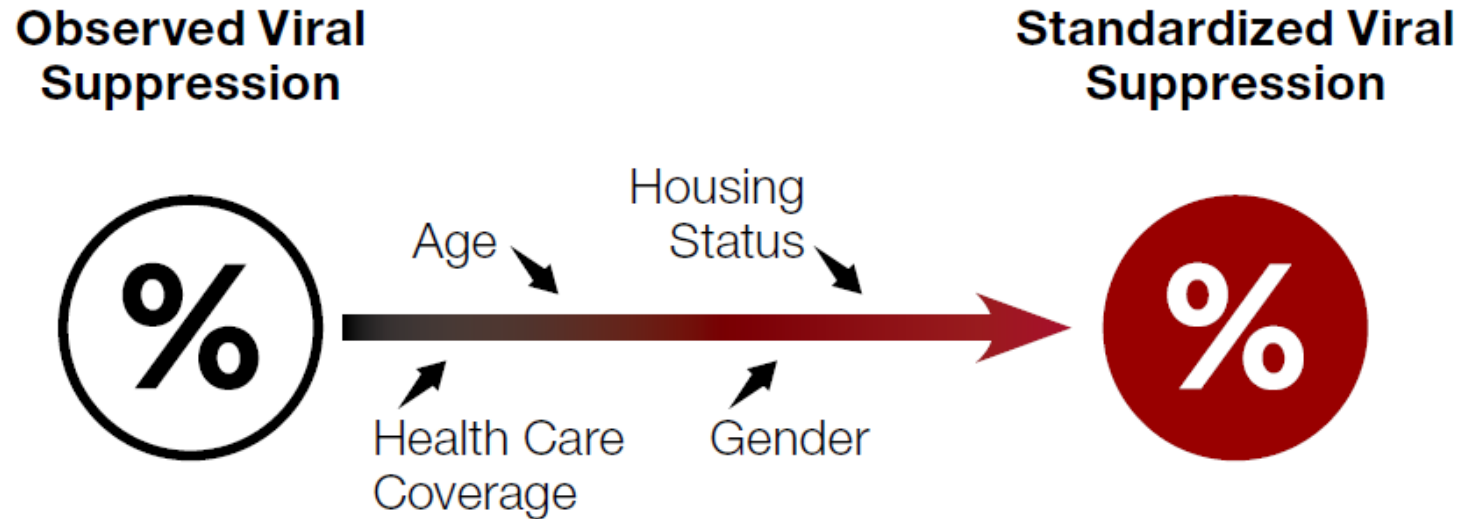 Observed Viral
Suppression
Standardized Viral
Suppression
%
Age
Housing
Status
Health Care
Coverage
Gender
%